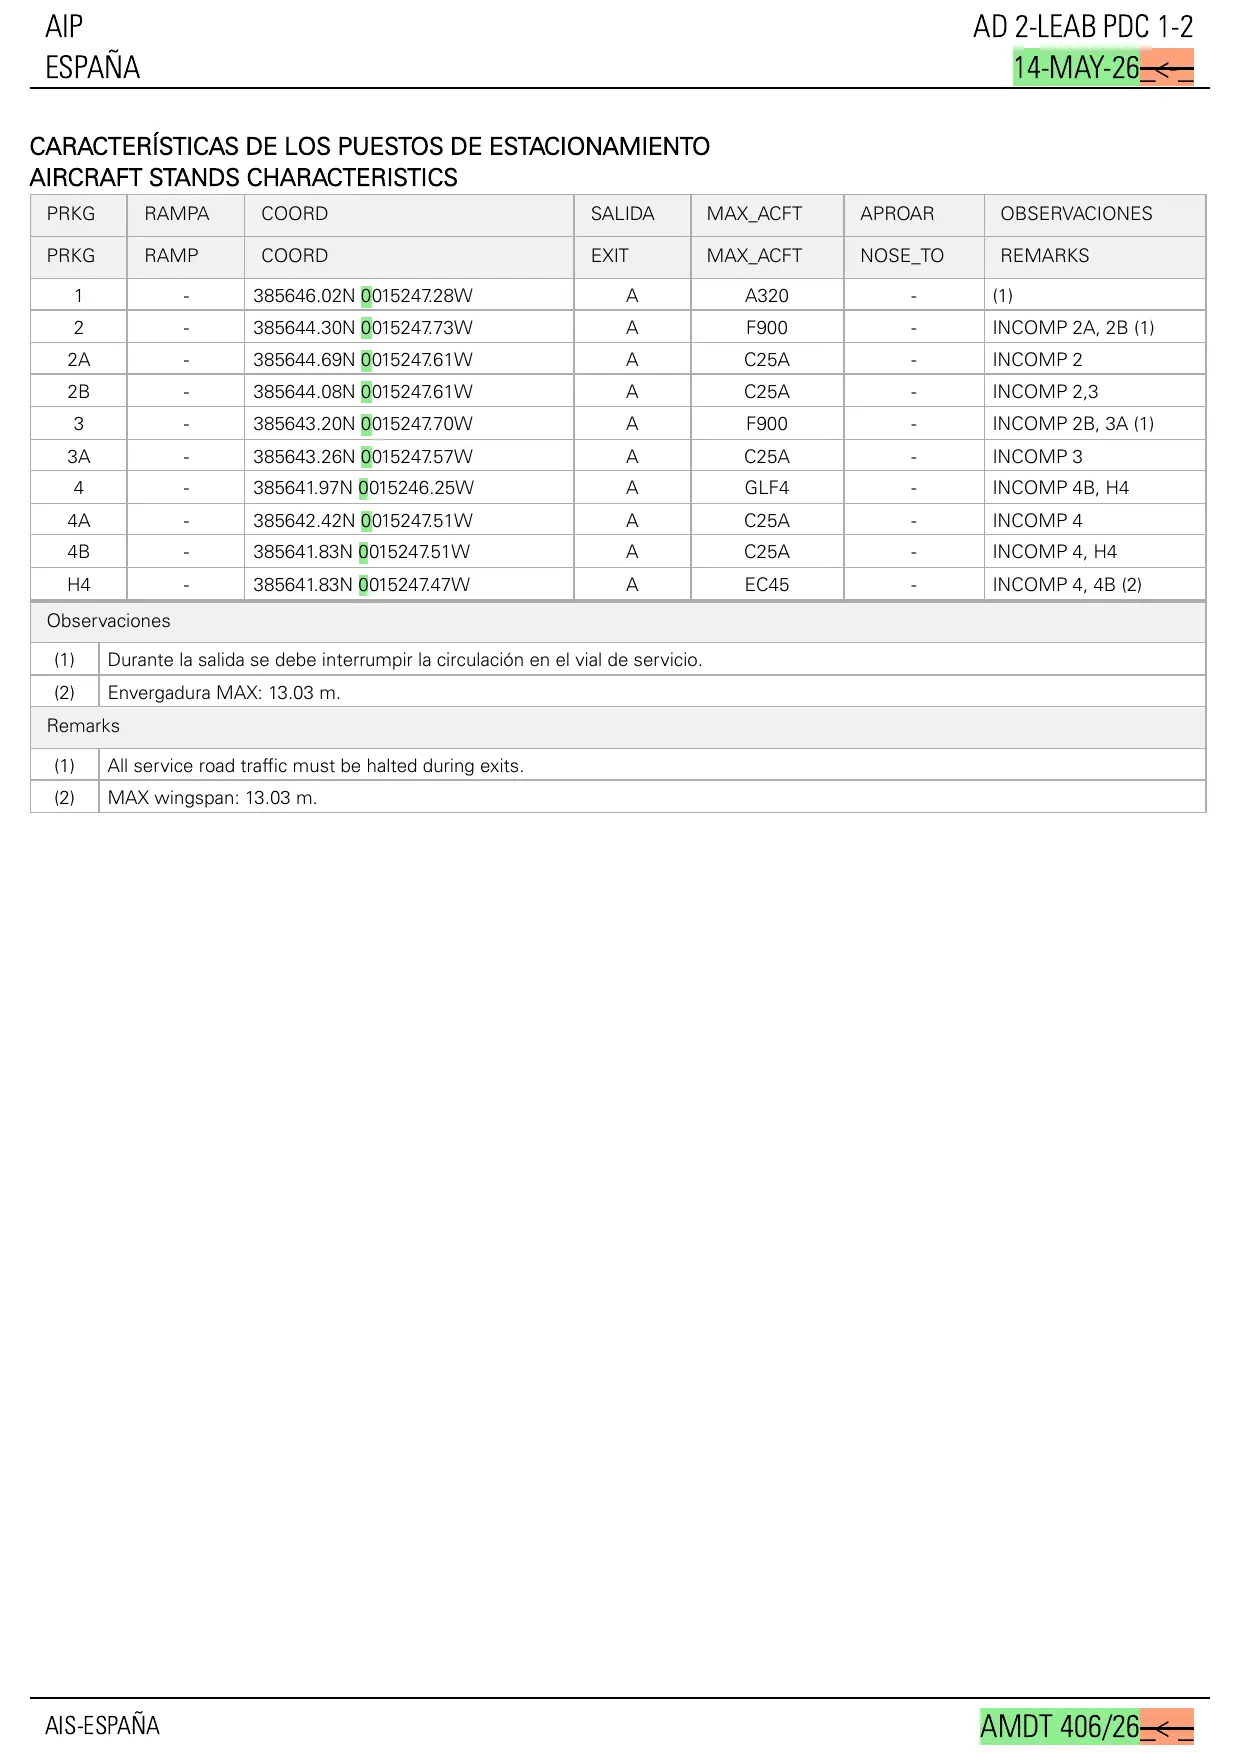 AIP
ESPAÑA
AD 2-LEAB PDC 1-2
14-MAY-26
CARACTERÍSTICAS DE LOS PUESTOS DE ESTACIONAMIENTO
AIRCRAFT STANDS CHARACTERISTICS
PRKG RAMPA COORD SALIDA MAX_ACFT APROAR OBSERVACIONES
PRKG RAMP COORD EXIT MAX_ACFT NOSE_TO REMARKS
1 - 385646.02N 0015247.28W A A320 - (1)
2 - 385644.30N 0015247.73W A F900 - INCOMP 2A, 2B (1)
2A - 385644.69N 0015247.61W A C25A - INCOMP 2
2B - 385644.08N 0015247.61W A C25A - INCOMP 2,3
3 - 385643.20N 0015247.70W A F900 - INCOMP 2B, 3A (1)
3A - 385643.26N 0015247.57W A C25A - INCOMP 3
4 - 385641.97N 0015246.25W A GLF4 - INCOMP 4B, H4
4A - 385642.42N 0015247.51W A C25A - INCOMP 4
4B - 385641.83N 0015247.51W A C25A - INCOMP 4, H4
H4 - 385641.83N 0015247.47W A EC45 - INCOMP 4, 4B (2)
Observaciones
(1) Durante la salida se debe interrumpir la circulación en el vial de servicio.
(2) Envergadura MAX: 13.03 m.
Remarks
(1) All service road traffic must be halted during exits.
(2) MAX wingspan: 13.03 m.
AIS-ESPAÑA
AMDT 406/26